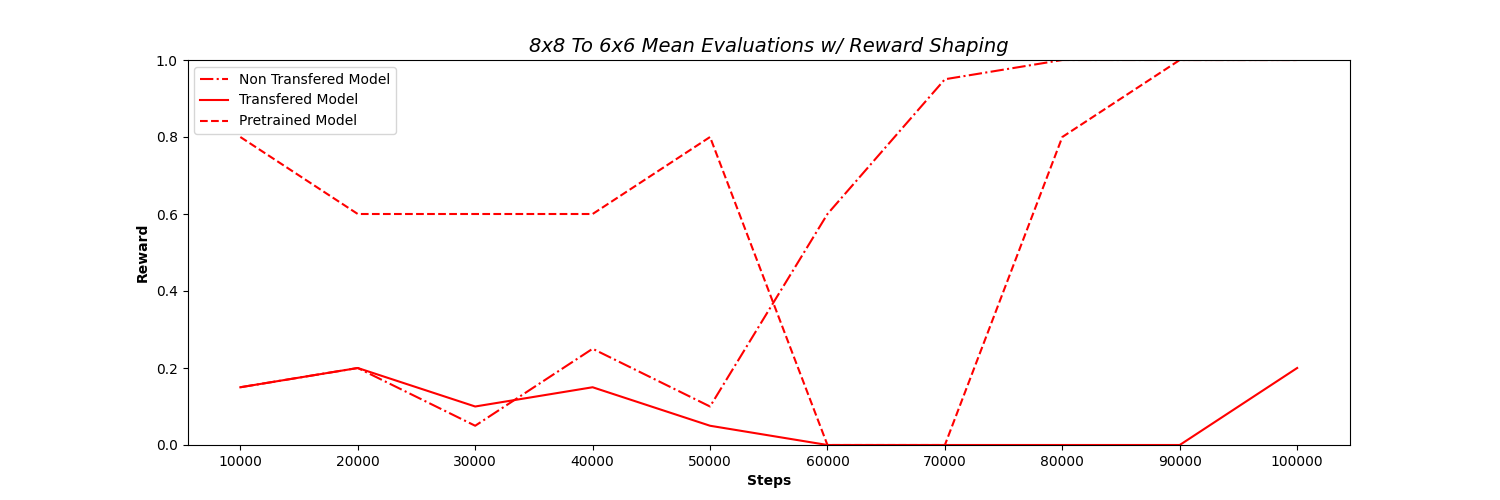 8x8 To 6x6 Mean Evaluations w/ Reward Shaping
Non Transfered Model
Transfered Model
Pretrained Model
1.0
0.8
0.6
0.4
0.2
0.0
Reward
10000 20000 30000 40000 50000 60000 70000 80000 90000 100000
Steps